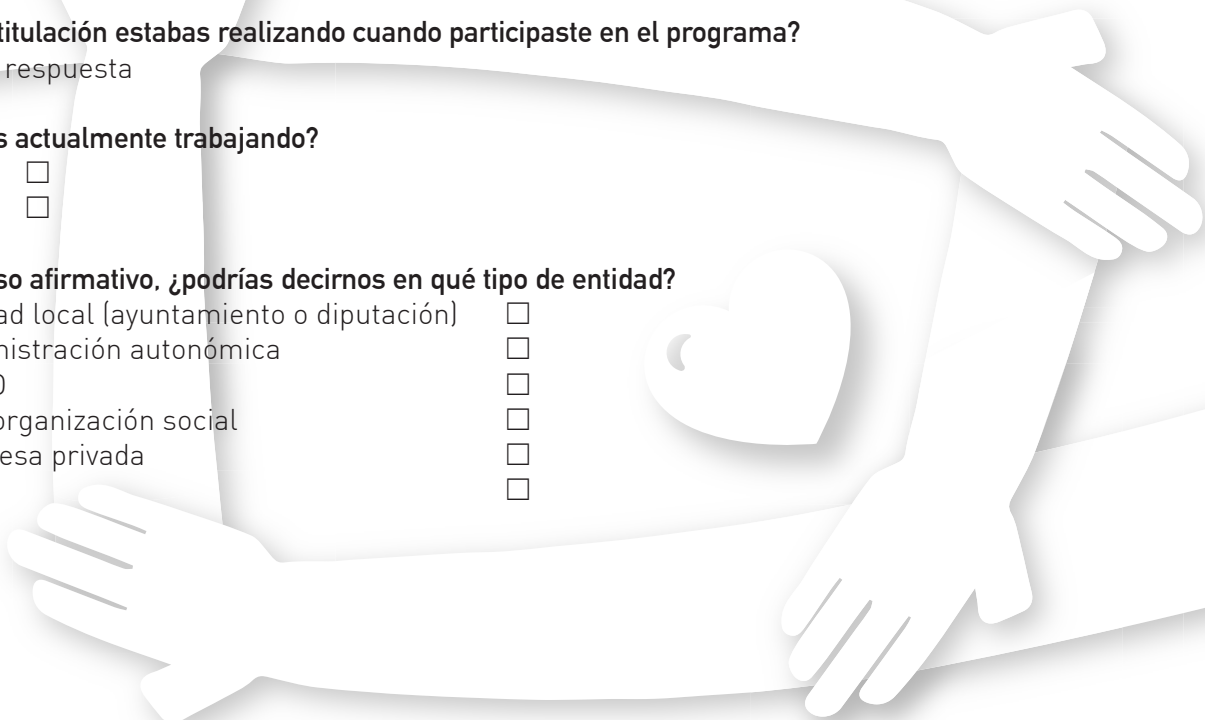 titulación estabas realizando cuando participaste en el programa?
respuesta
s actualmente trabajando?
☐
☐
so afirmativo, ¿podrías decirnos en qué tipo de entidad?
ad local (ayuntamiento o diputación) ☐
nistración autonómica ☐
☐
organización social ☐
esa privada ☐
☐